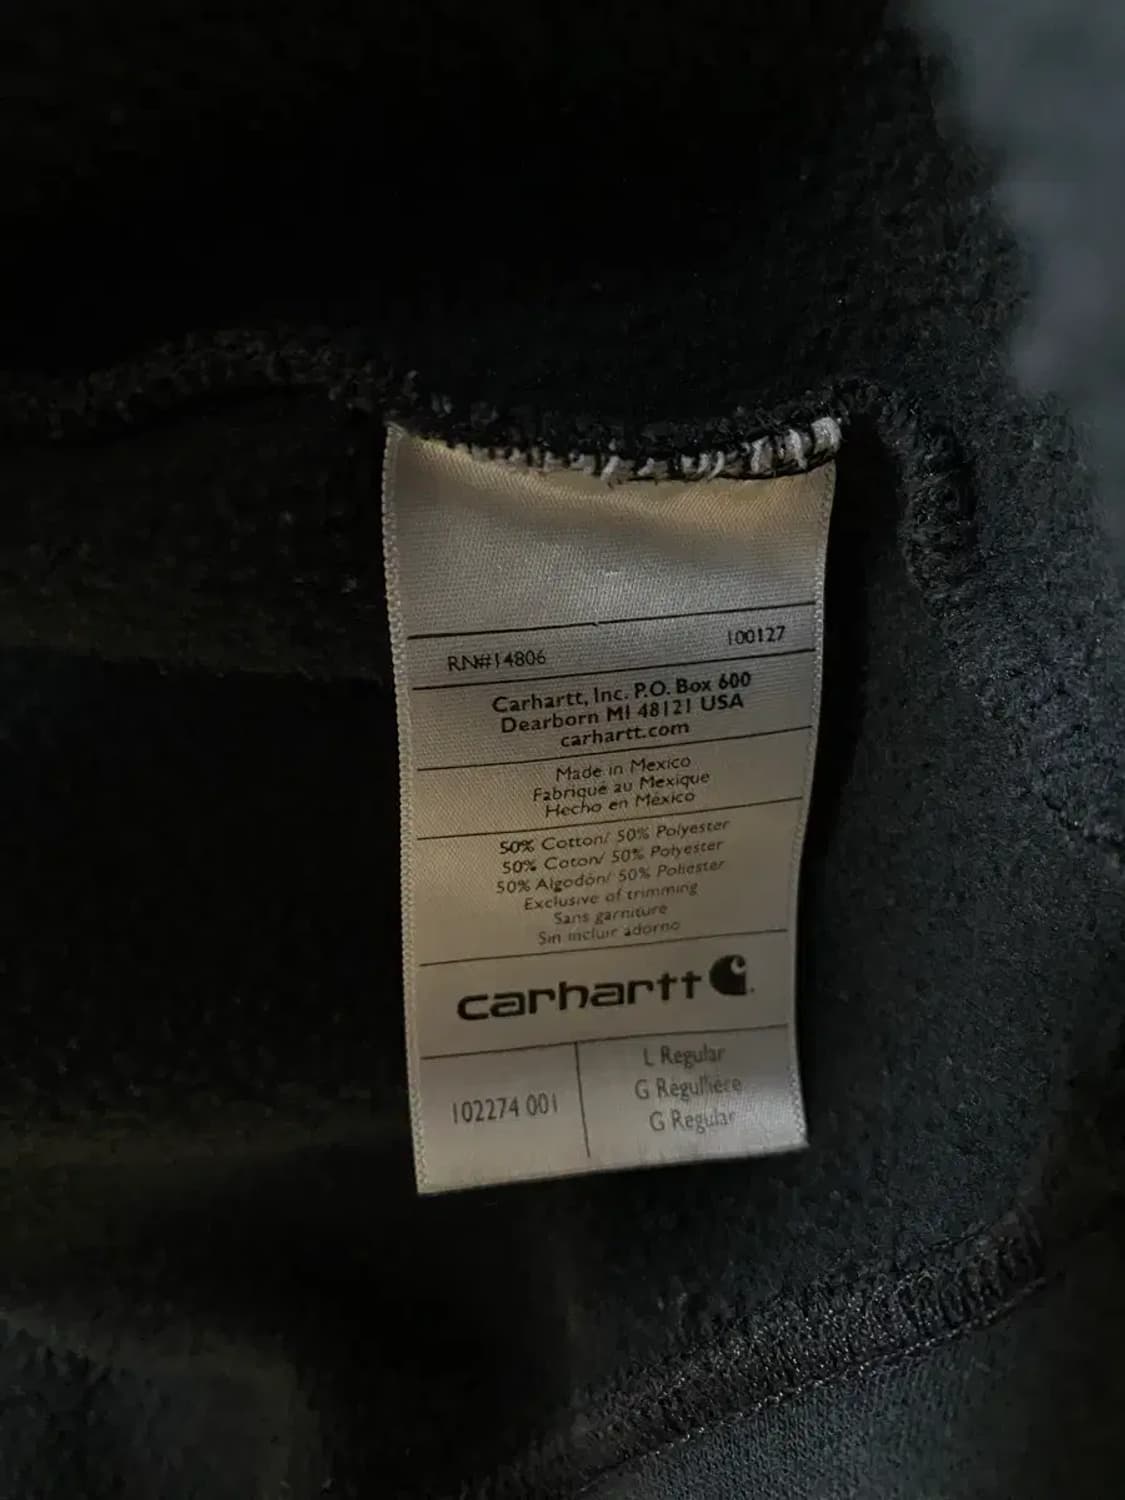 RN#14806 100127
Carhartt, Inc. P.O. Box 600
Dearborn MI 48121 USA
carhartt.com
Made in Mexico
Fabriqué au Mexique
Hecho en México
50% Cotton/ 50% Polyester
50% Coton/ 50% Polyester
50% Algodón/ 50% Poliester
Exclusive of trimming
Sans garniture
Sin incluir adorno
carhartt
102274 001
L Regular
G Régulliéce
G Regular